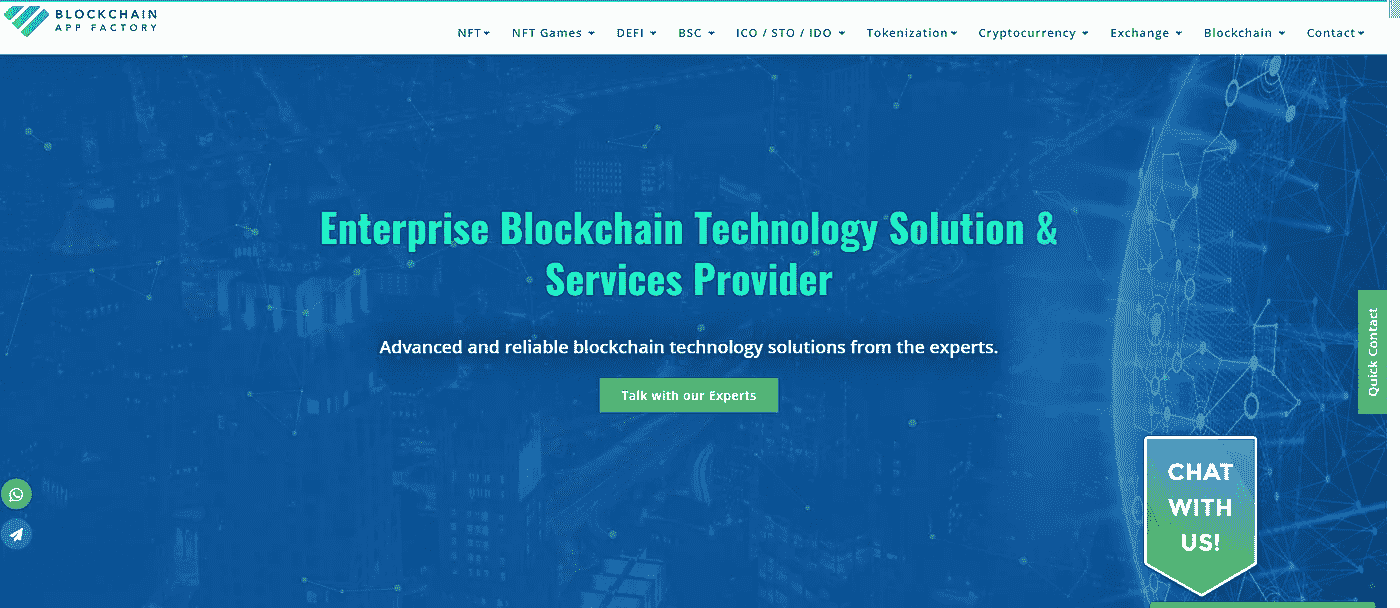 BLOCKCHAIN
APP FACTORY
NFT NFT Games DEFI BSC ICO / STO / IDO Tokenization Cryptocurrency Exchange Blockchain Contact
Enterprise Blockchain Technology Solution &
Services Provider
Advanced and reliable blockchain technology solutions from the experts.
Talk with our Experts
Quick Contact
CHAT
WITH
US!